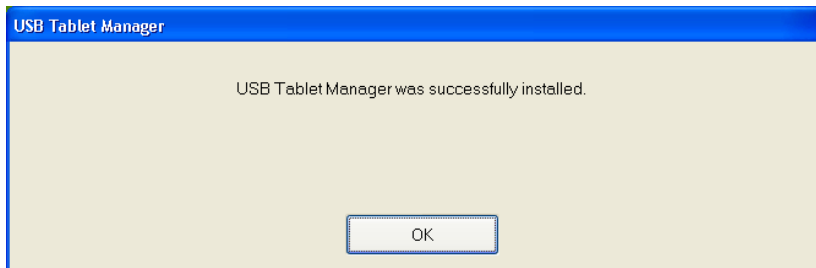 USB Tablet Manager
USB Tablet Manager was successfully installed.
OK